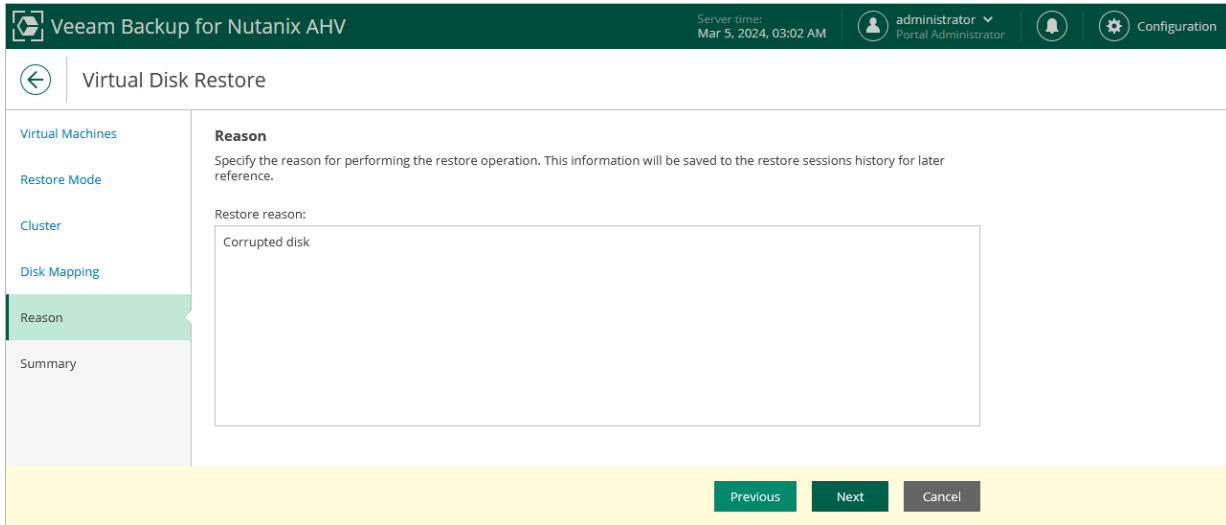 Veeam Backup for Nutanix AHV
Server time:
Mar 5, 2024, 03:02 AM
administrator
Portal Administrator
Configuration
Virtual Disk Restore
Virtual Machines
Restore Mode
Cluster
Disk Mapping
Reason
Summary
Reason
Specify the reason for performing the restore operation. This information will be saved to the restore sessions history for later
reference.
Restore reason:
Corrupted disk
Previous
Next
Cancel